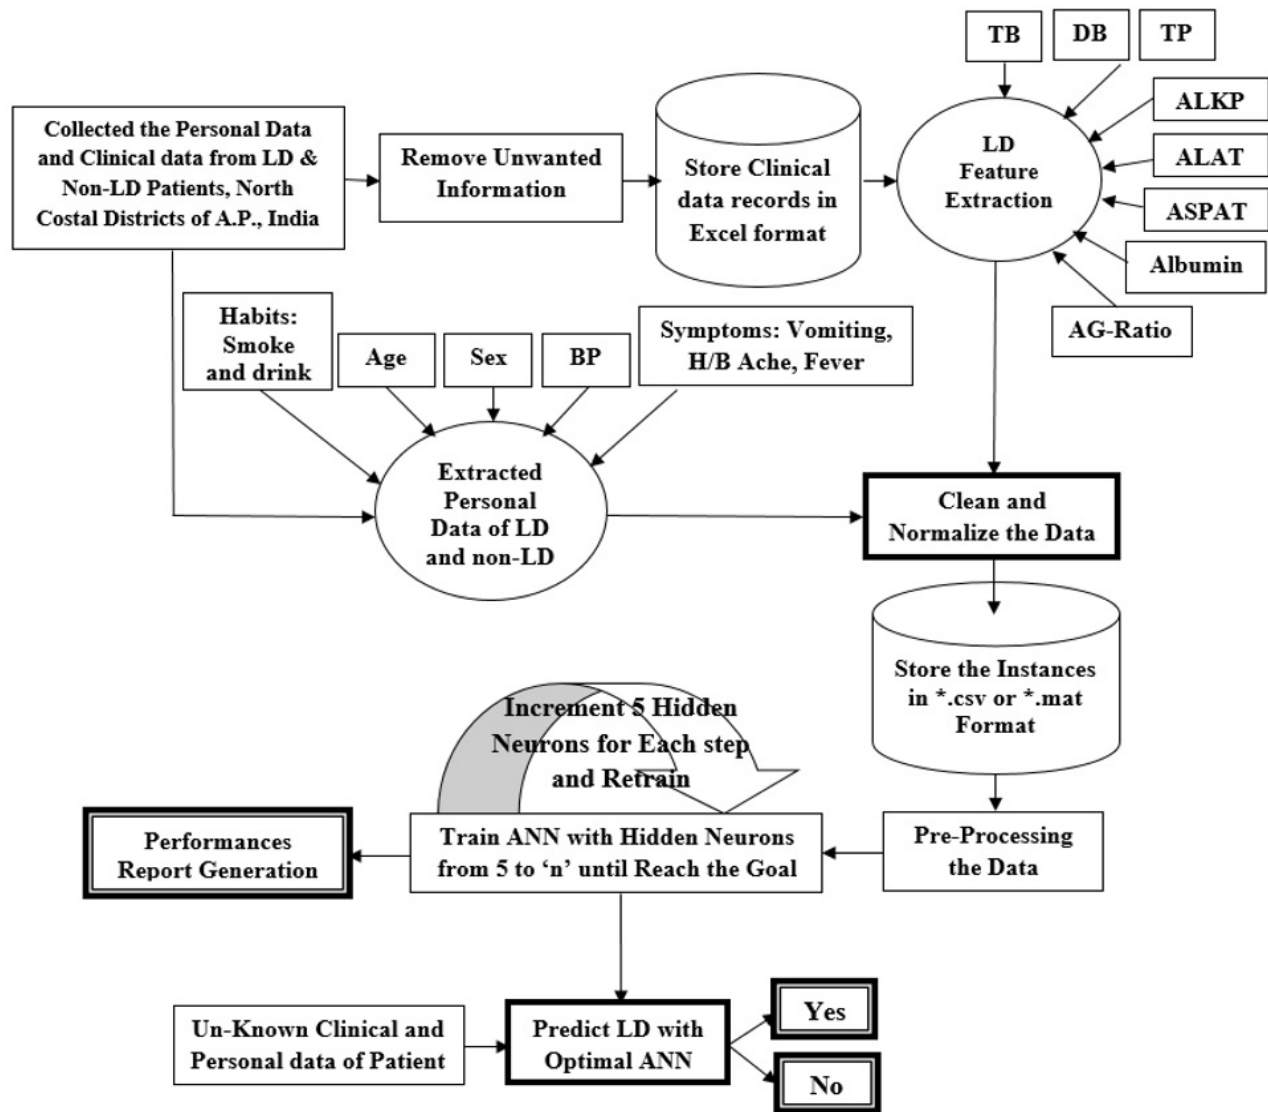 TB
DB
TP
ALKP
ALAT
ASPAT
Albumin
AG-Ratio
Collected the Personal Data
and Clinical data from LD &
Non-LD Patients, North
Costal Districts of A.P., India
Remove Unwanted
Information
Store Clinical
data records in
Excel format
LD
Feature
Extraction
Habits:
Smoke
and drink
Age
Sex
BP
Symptoms: Vomiting,
H/B Ache, Fever
Extracted
Personal
Data of LD
and non-LD
Clean and
Normalize the Data
Store the Instances
in *.csv or *.mat
Format
Pre-Processing
the Data
Increment 5 Hidden
Neurons for Each step
and Retrain
Train ANN with Hidden Neurons
from 5 to ‘n’ until Reach the Goal
Performances
Report Generation
Un-Known Clinical and
Personal data of Patient
Predict LD with
Optimal ANN
Yes
No